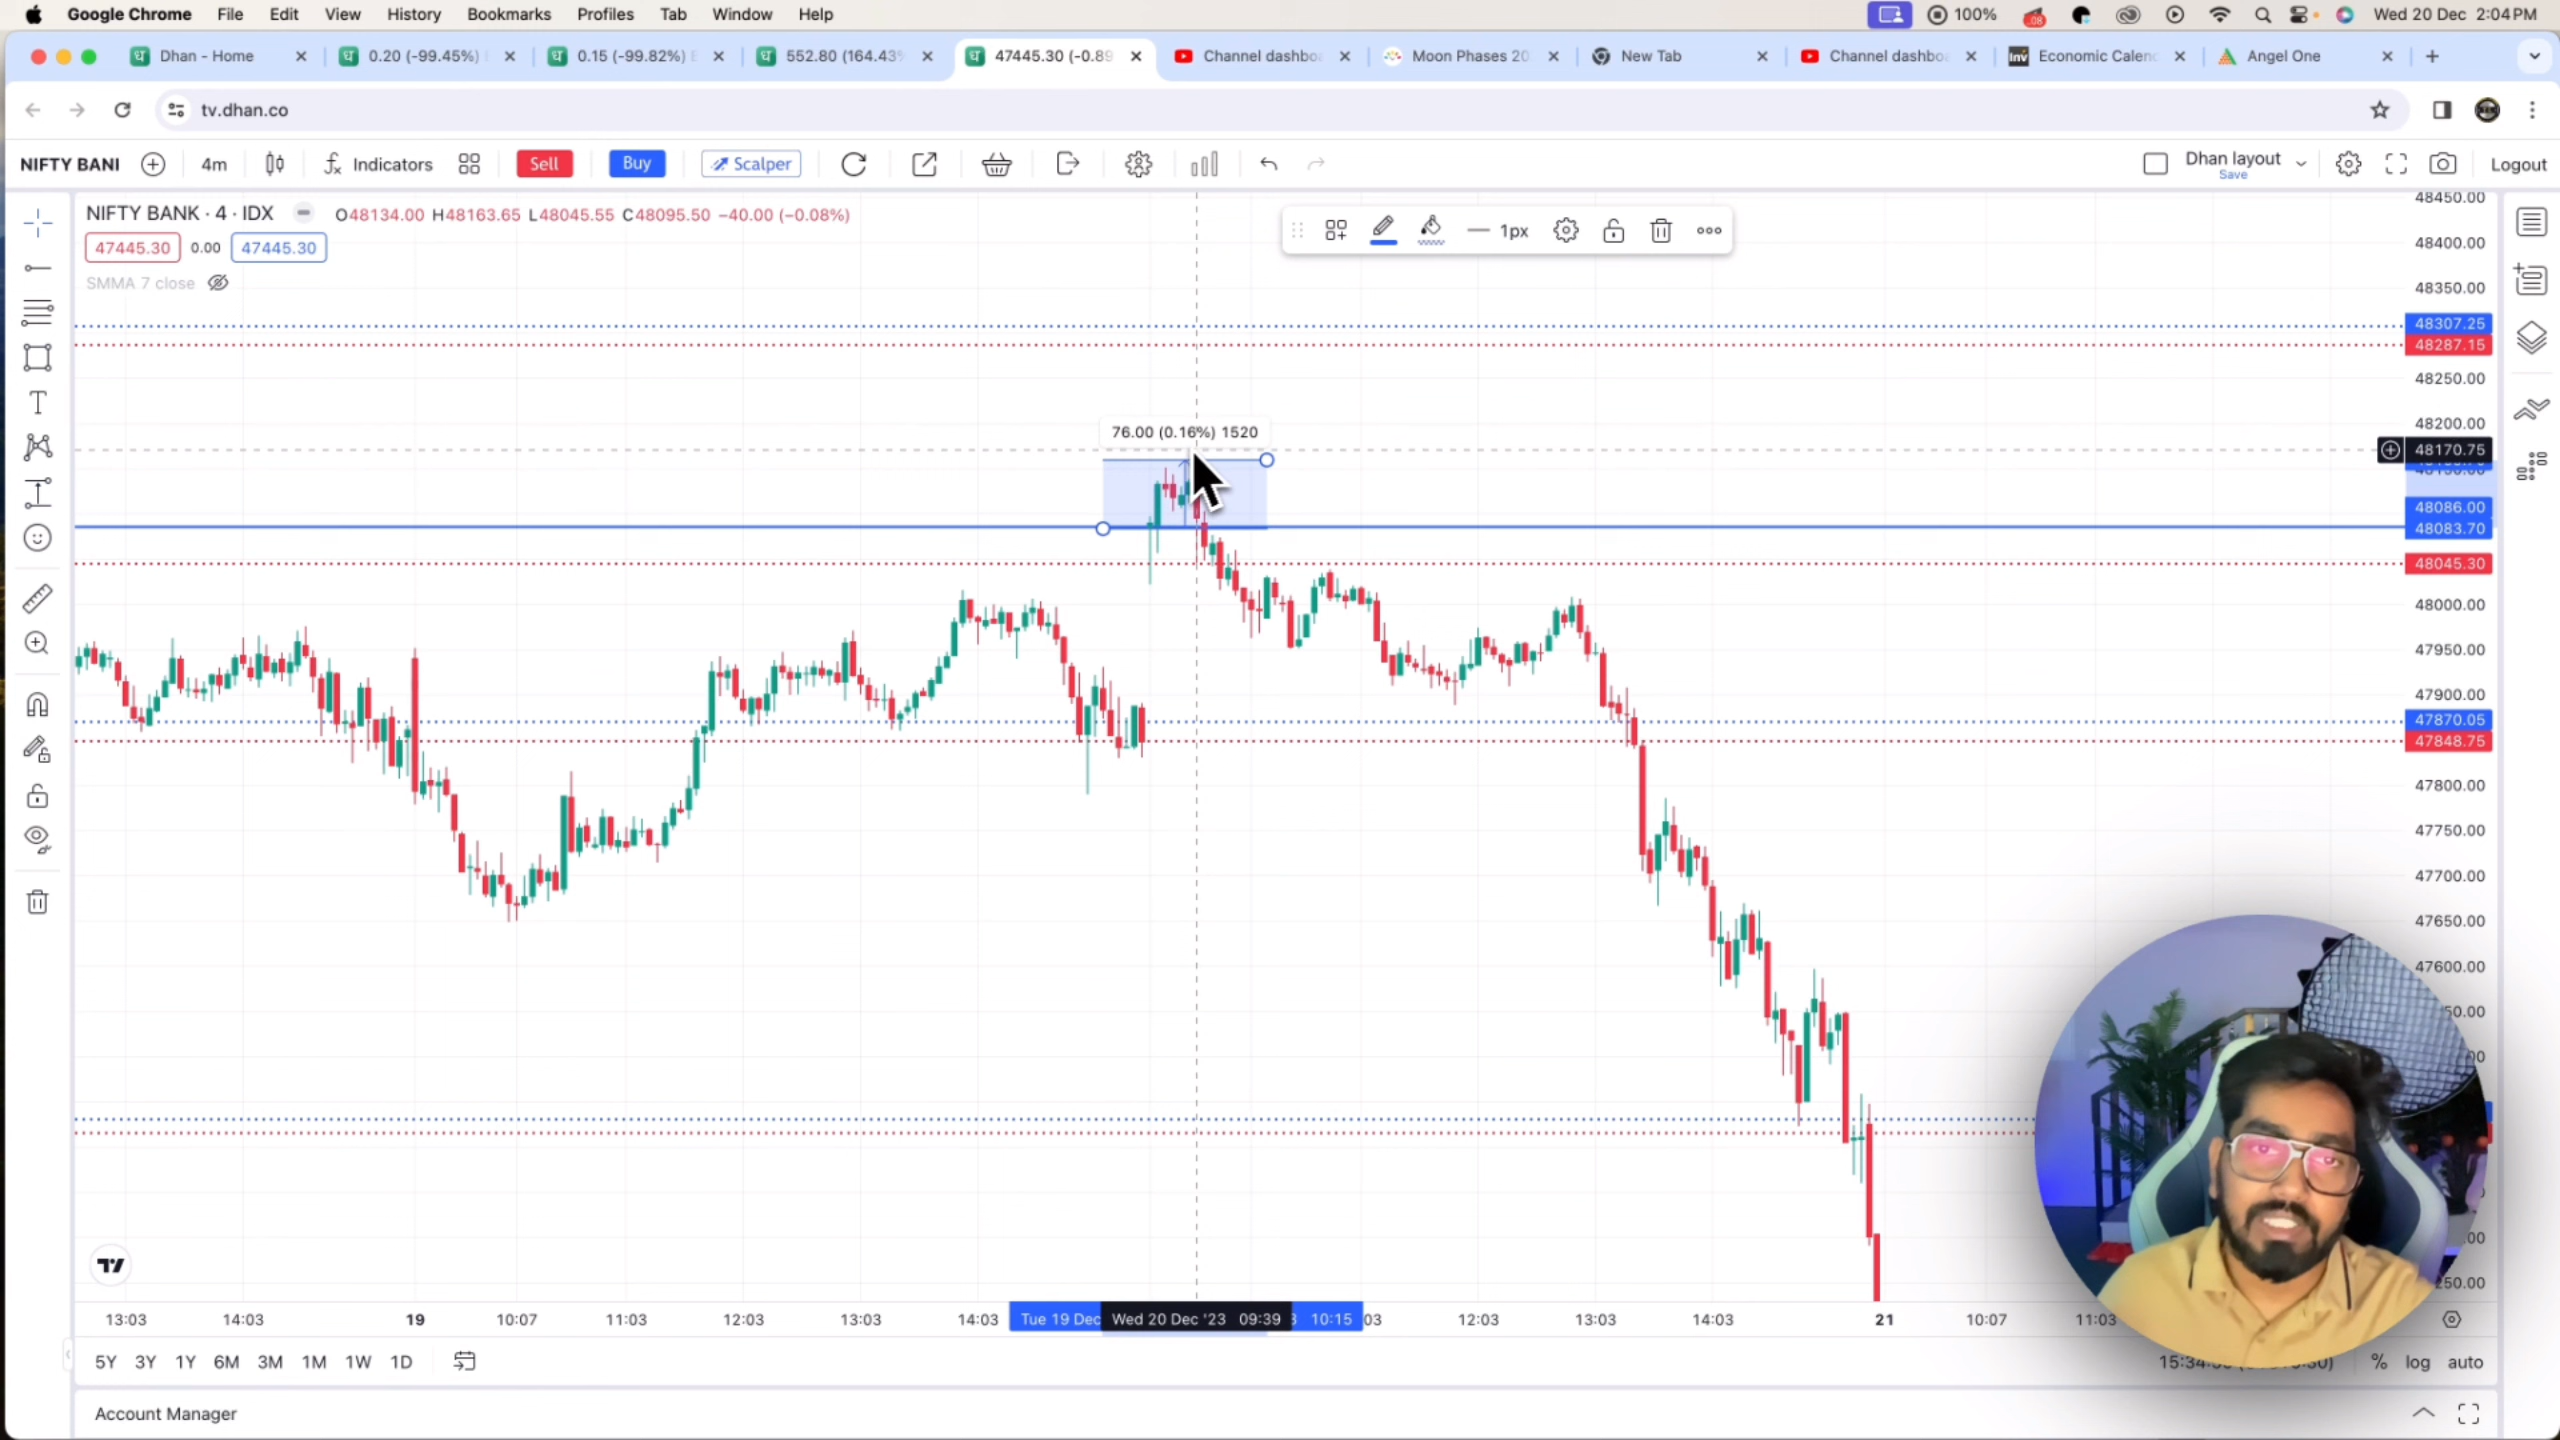 Google Chrome File Edit View History Bookmarks Profiles Tab Window Help 100% Wed 20 Dec 2:04 PM
Dhan - Home 0.20 (-99.45%) 0.15 (-99.82%) 552.80 (164.43% 47445.30 (-0.89 Channel dashbo Moon Phases 20 New Tab Channel dashbo Economic Calen Angel One
tv.dhan.co
NIFTY BANI 4m Indicators Sell Buy Scalper Dhan layout Save Logout
NIFTY BANK · 4 · IDX O48134.00 H48163.65 L48045.55 C48095.50 −40.00 (−0.08%)
47445.30 0.00 47445.30
SMMA 7 close
1px
76.00 (0.16%) 1520
48450.00
48400.00
48350.00
48307.25
48287.15
48250.00
48200.00
48170.75
48086.00
48083.70
48045.30
48000.00
47950.00
47900.00
47870.05
47848.75
47800.00
47750.00
47700.00
47650.00
47600.00
50.00
250.00
13:03 14:03 19 10:07 11:03 12:03 13:03 14:03 Tue 19 Dec Wed 20 Dec '23 09:39 10:15 03 12:03 13:03 14:03 21 10:07 11:03
5Y 3Y 1Y 6M 3M 1M 1W 1D % log auto
Account Manager